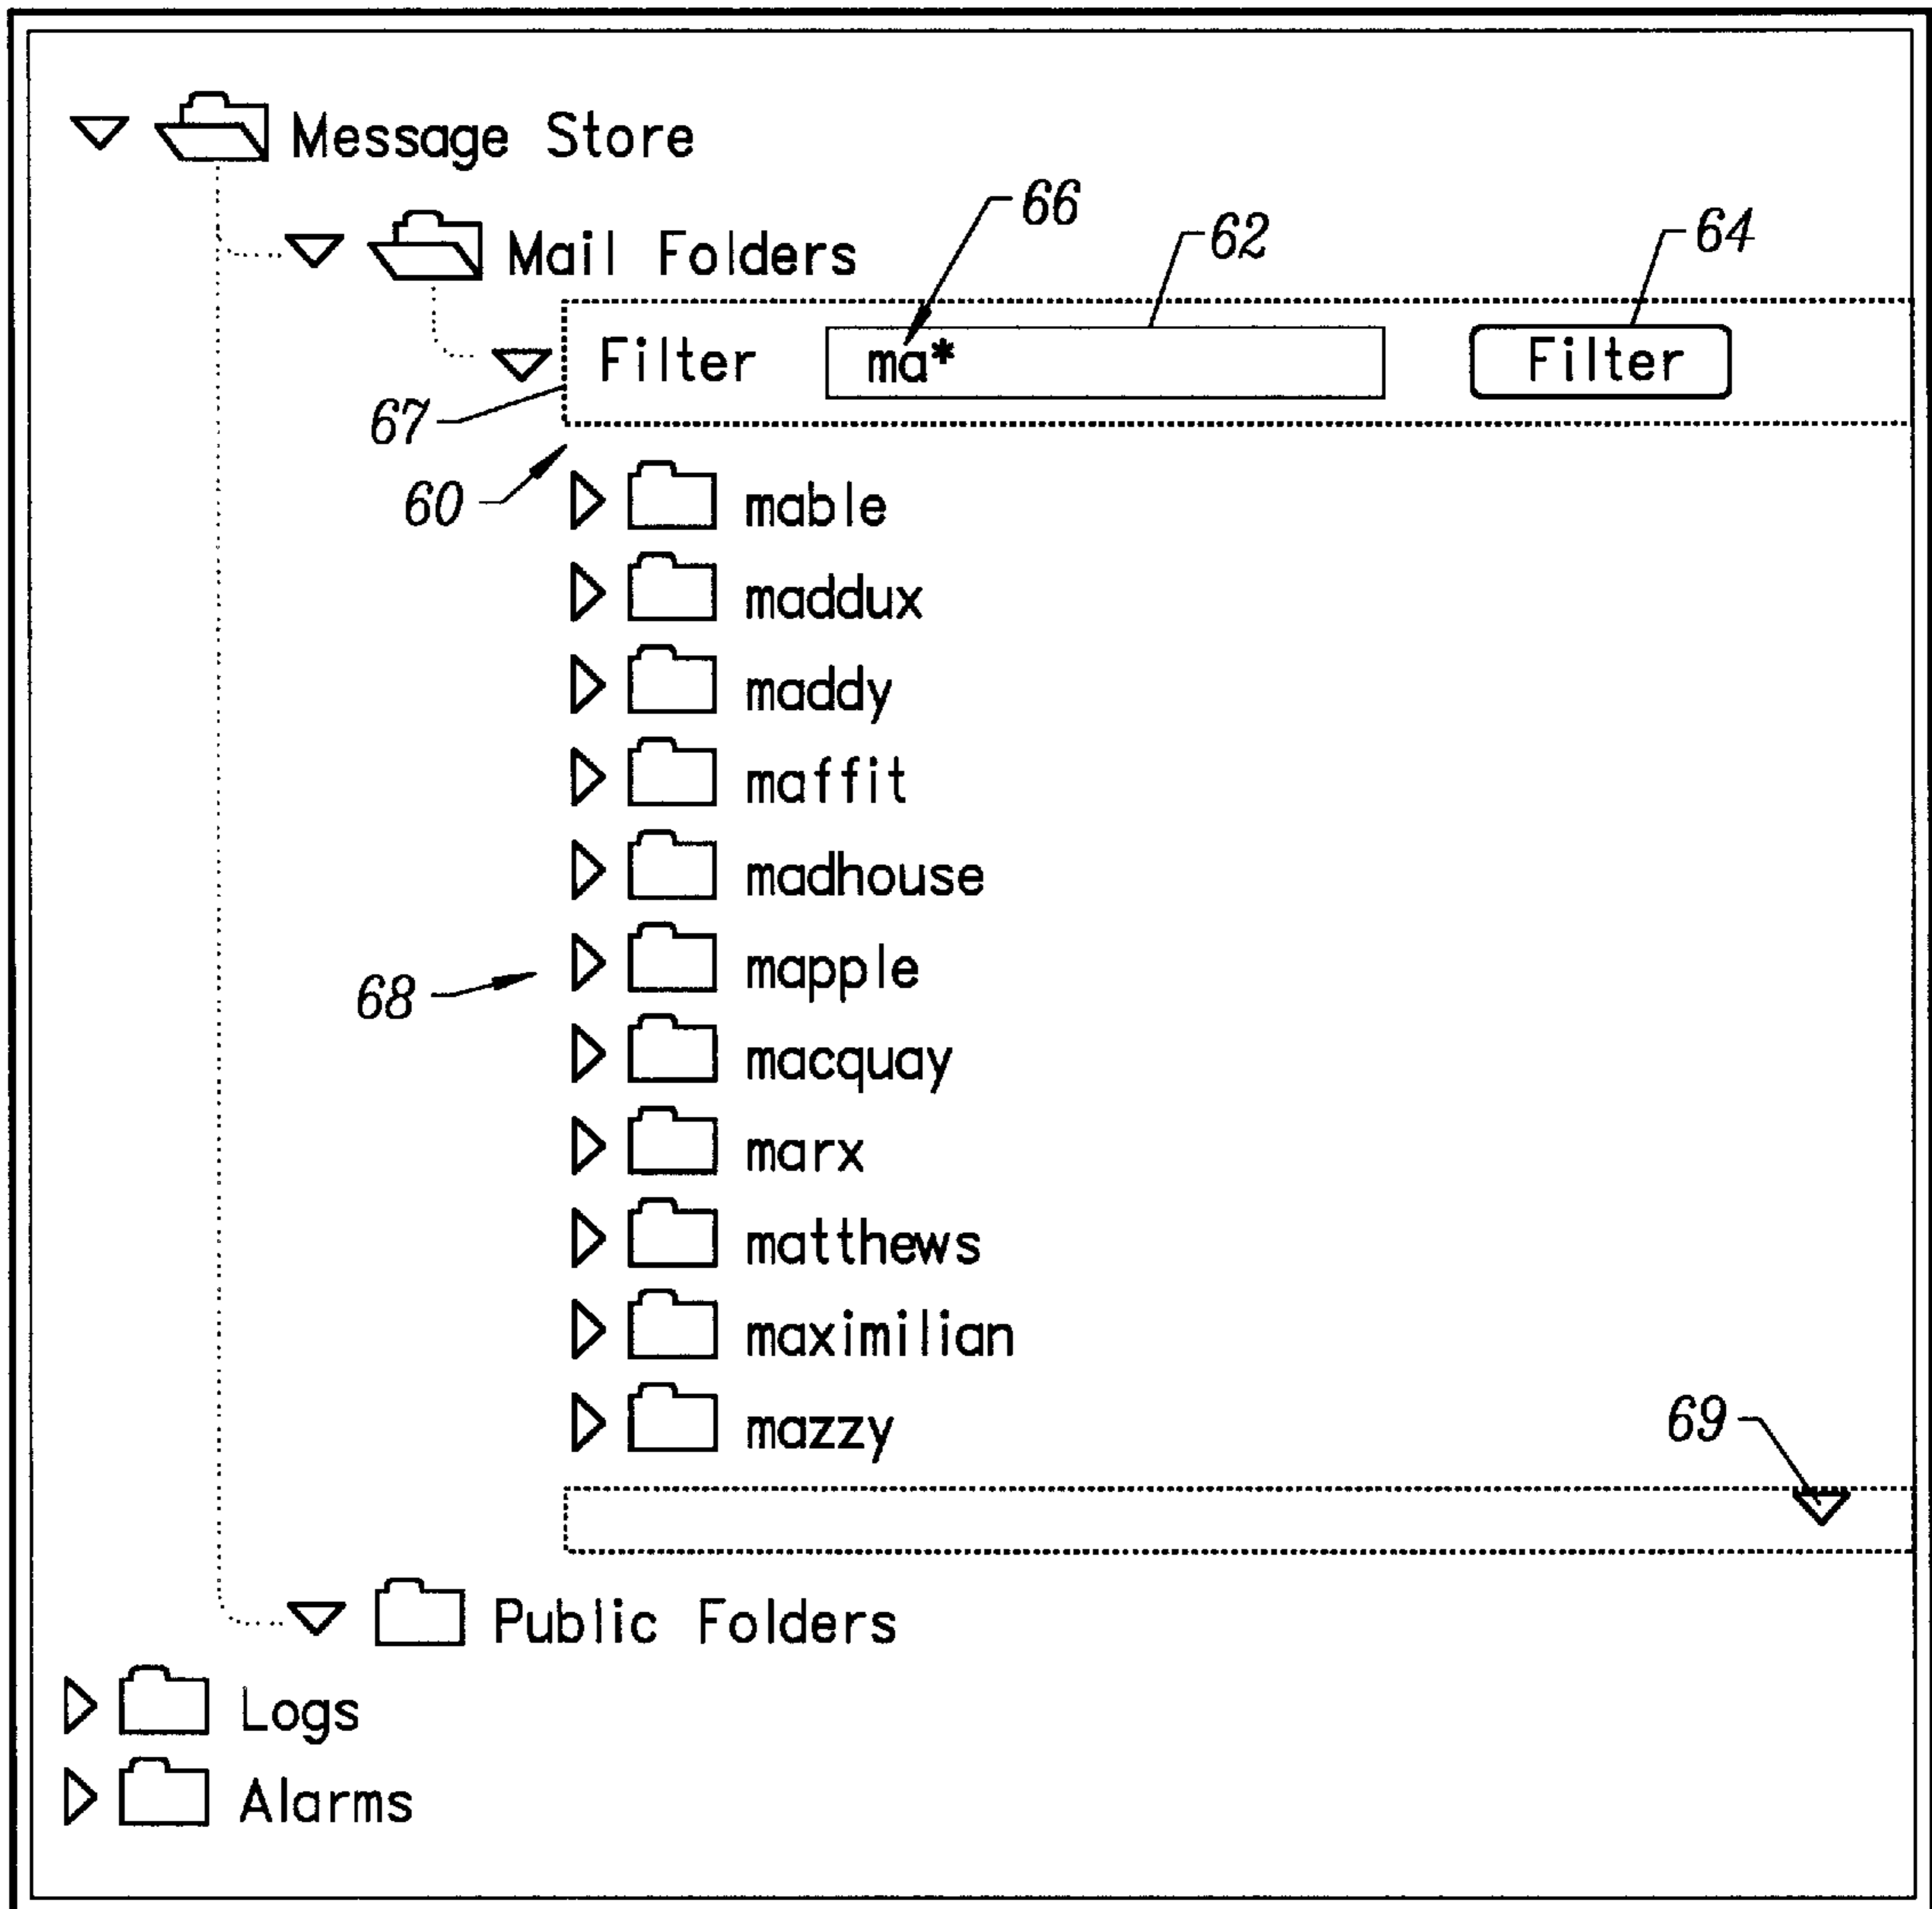 Message Store
66
62
64
Mail Folders
Filter ma* Filter
67
60
mable
maddux
maddy
maffit
madhouse
mapple
68
macquay
marx
matthews
maximilian
mazzy
69
Public Folders
Logs
Alarms